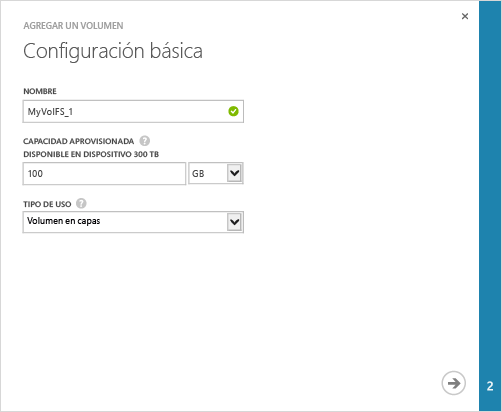 AGREGAR UN VOLUMEN
Configuración básica
NOMBRE
MyVolFS_1
CAPACIDAD APROVISIONADA ?
DISPONIBLE EN DISPOSITIVO 300 TB
100 GB
TIPO DE USO ?
Volumen en capas
2